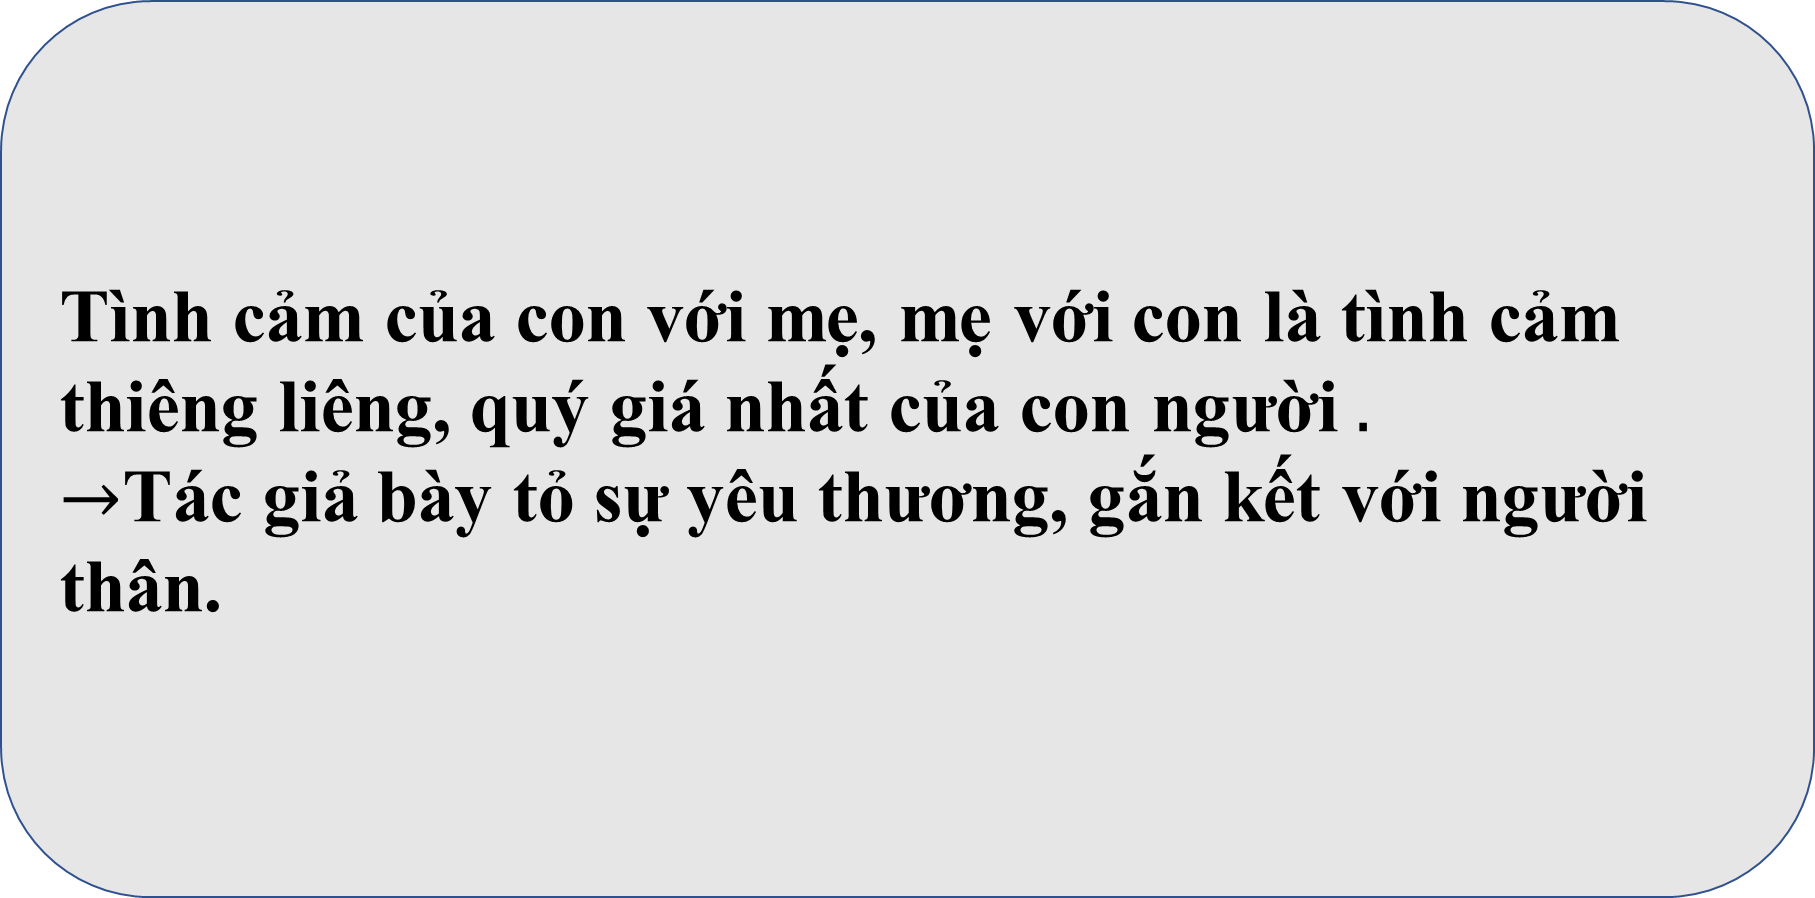 Tình cảm của con với mẹ, mẹ với con là tình cảm
thiêng liêng, quý giá nhất của con người .
→Tác giả bày tỏ sự yêu thương, gắn kết với người
thân.